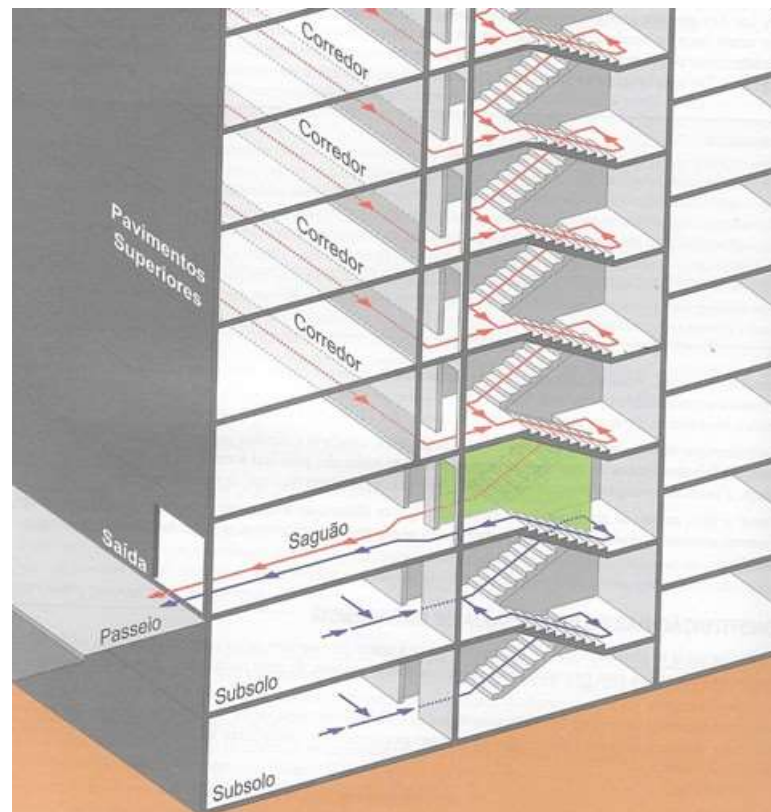 Corredor
Corredor
Corredor
Corredor
Pavimentos
Superiores
Saída
Saguão
Passeio
Subsolo
Subsolo